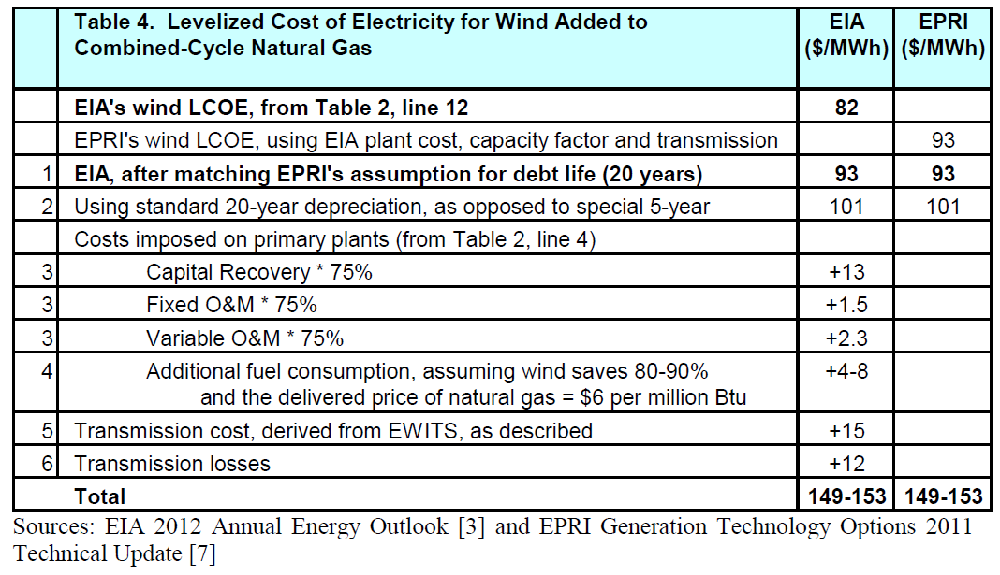 Table 4. Levelized Cost of Electricity for Wind Added to Combined-Cycle Natural Gas EIA ($/MWh) EPRI ($/MWh)
EIA's wind LCOE, from Table 2, line 12 82
EPRI's wind LCOE, using EIA plant cost, capacity factor and transmission 93
1 EIA, after matching EPRI's assumption for debt life (20 years) 93 93
2 Using standard 20-year depreciation, as opposed to special 5-year 101 101
Costs imposed on primary plants (from Table 2, line 4)
3 Capital Recovery * 75% +13
3 Fixed O&M * 75% +1.5
3 Variable O&M * 75% +2.3
4 Additional fuel consumption, assuming wind saves 80-90% +4-8
and the delivered price of natural gas = $6 per million Btu
5 Transmission cost, derived from EWITS, as described +15
6 Transmission losses +12
Total 149-153 149-153
Sources: EIA 2012 Annual Energy Outlook [3] and EPRI Generation Technology Options 2011
Technical Update [7]